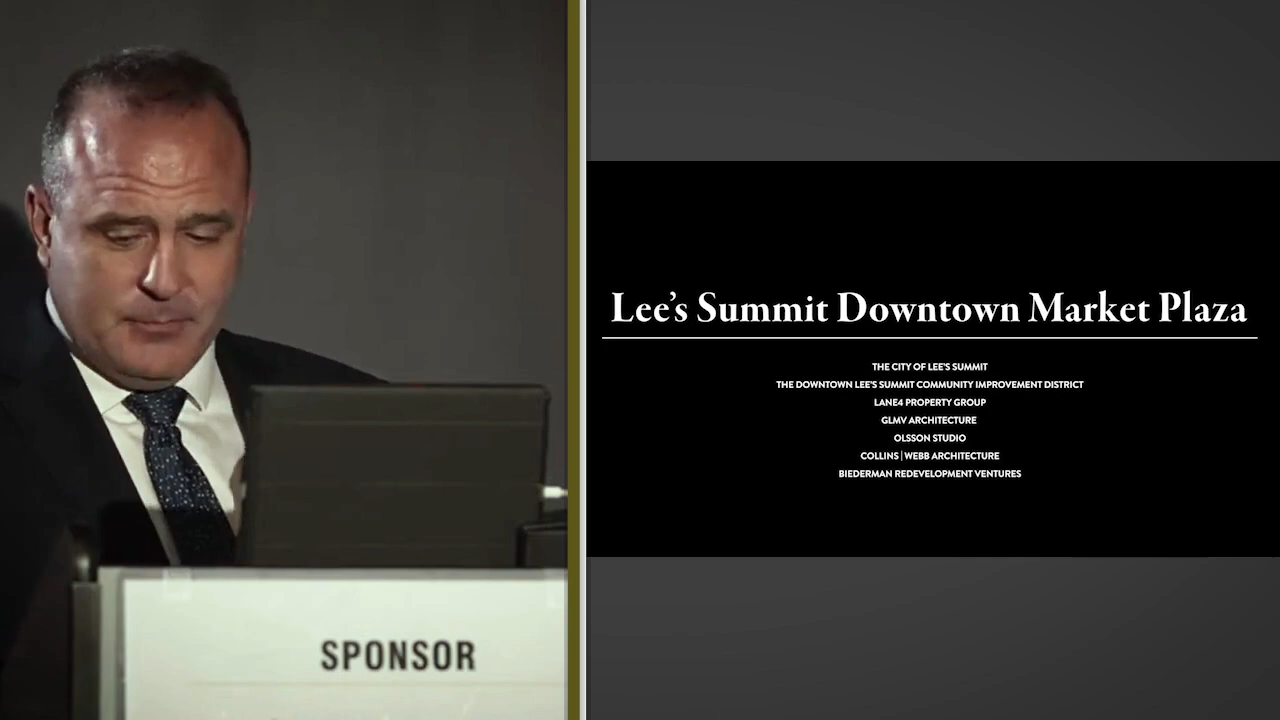 SPONSOR
Lee's Summit Downtown Market Plaza
THE CITY OF LEE'S SUMMIT
THE DOWNTOWN LEE'S SUMMIT COMMUNITY IMPROVEMENT DISTRICT
LANE4 PROPERTY GROUP
GLMV ARCHITECTURE
OLSSON STUDIO
COLLINS | WEBB ARCHITECTURE
BIEDERMAN REDEVELOPMENT VENTURES